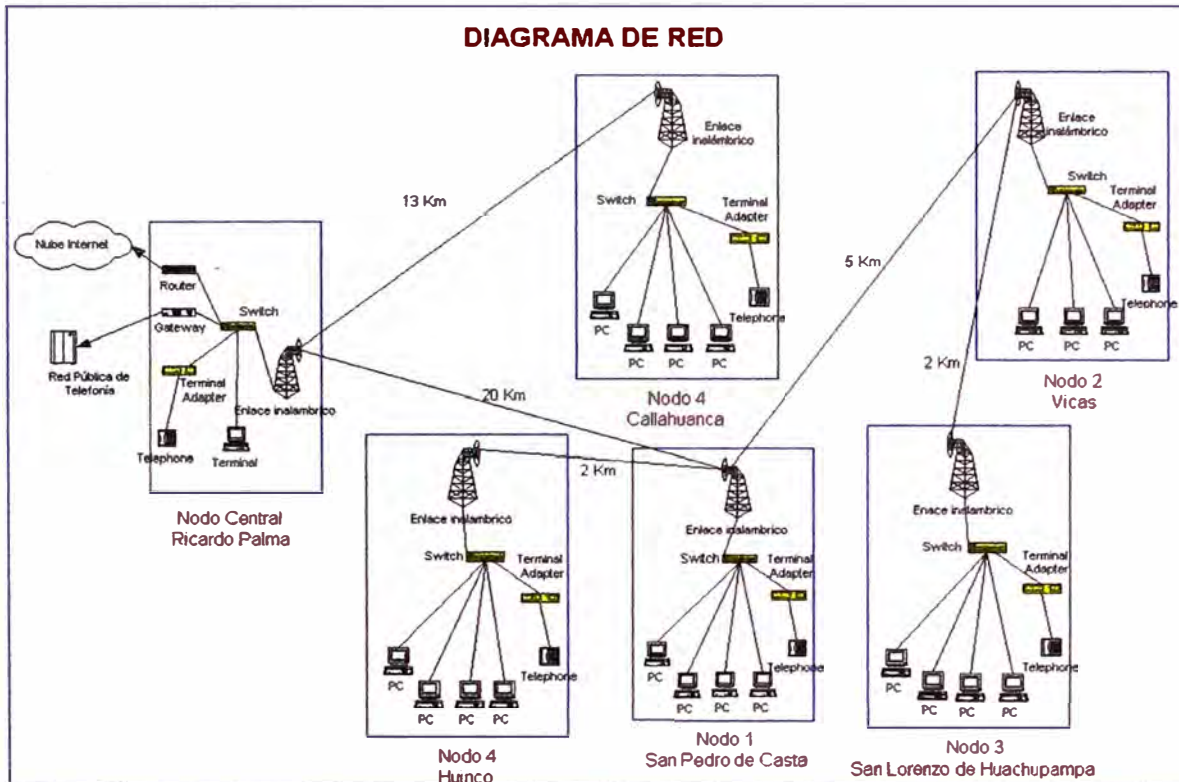 DIAGRAMA DE RED
Enlace
inalámbrico
Switch
Terminal
Adapter
PC
PC
PC
PC
Telephone
Nodo 4
Callahuanca
Enlace
inalámbrico
Switch
Terminal
Adapter
PC
PC
PC
Telephone
Nodo 2
Vicas
13 Km
5 Km
2 Km
20 Km
2 Km
Nube Internet
Router
Switch
Gateway
Red Pública de
Telefonía
Terminal
Adapter
Enlace inalambrico
Telephone
Terminal
Nodo Central
Ricardo Palma
Enlace inalambrico
Switch
Terminal
Adapter
PC
Telephone
PC
PC
PC
Nodo 4
Huinco
Enlace inalambrico
Switch
Terminal
Adapter
PC
Telephone
PC
PC
PC
Nodo 1
San Pedro de Casta
Enace inalambrico
Switch
Terminal
Adapter
PC
Telephone
PC
PC
PC
Nodo 3
San Lorenzo de Huachupampa